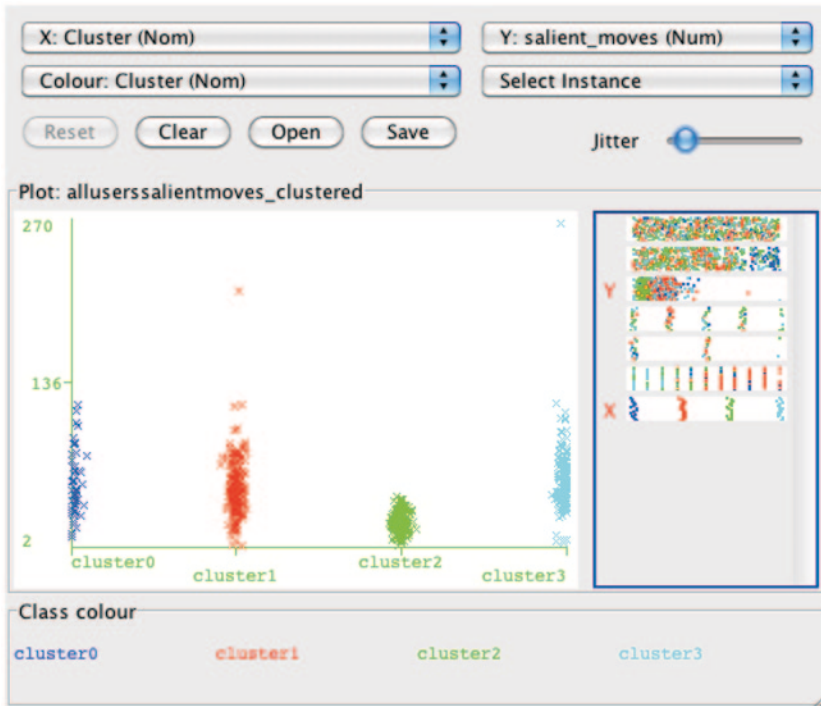 X: Cluster (Nom)
Y: salient_moves (Num)
Colour: Cluster (Nom)
Select Instance
Reset
Clear
Open
Save
Jitter
Plot: alluserssalientmoves_clustered
270
136
2
cluster0
cluster1
cluster2
cluster3
Y
X
Class colour
cluster0
cluster1
cluster2
cluster3